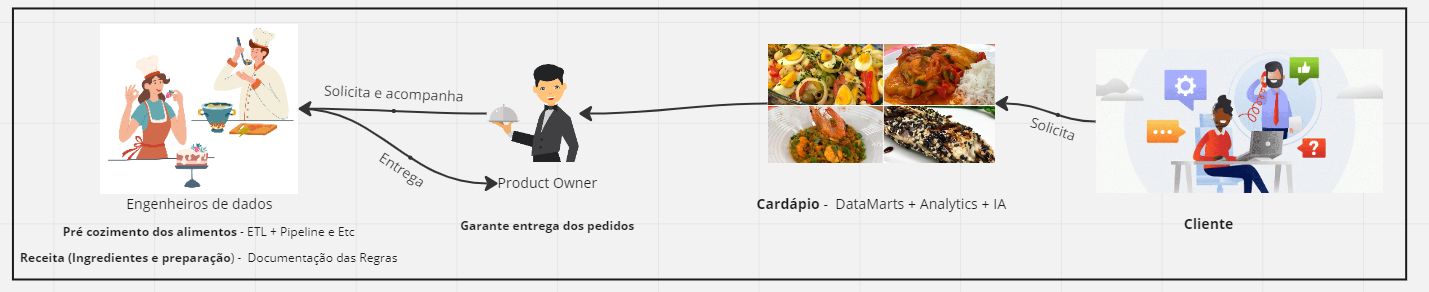 Solicita e acompanha
Entrega
Solicita
Product Owner
Engenheiros de dados
Cardápio - DataMarts + Analytics + IA
Cliente
Garante entrega dos pedidos
Pré cozimento dos alimentos - ETL + Pipeline e Etc
Receita (Ingredientes e preparação) - Documentação das Regras
?